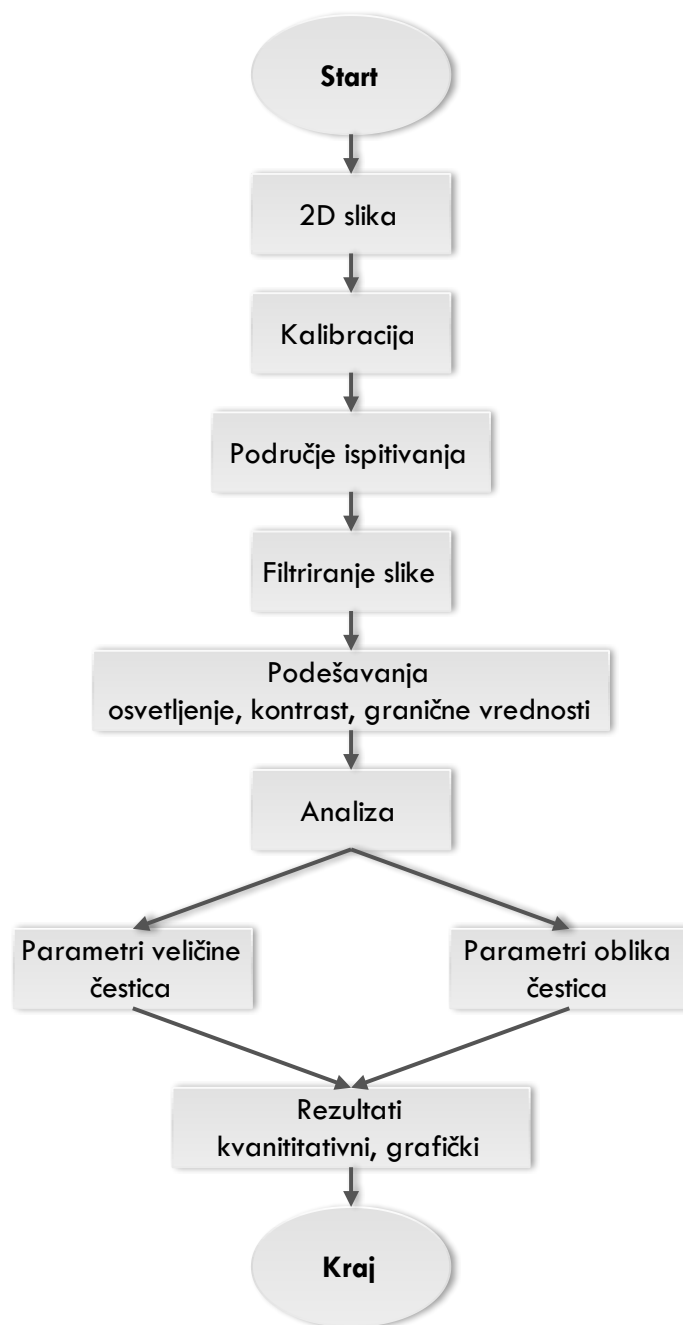 Start
2D slika
Kalibracija
Područje ispitivanja
Filtriranje slike
Podešavanja
osvetljenje, kontrast, granične vrednosti
Analiza
Parametri veličine
čestica
Parametri oblika
čestica
Rezultati
kvanititativni, grafički
Kraj